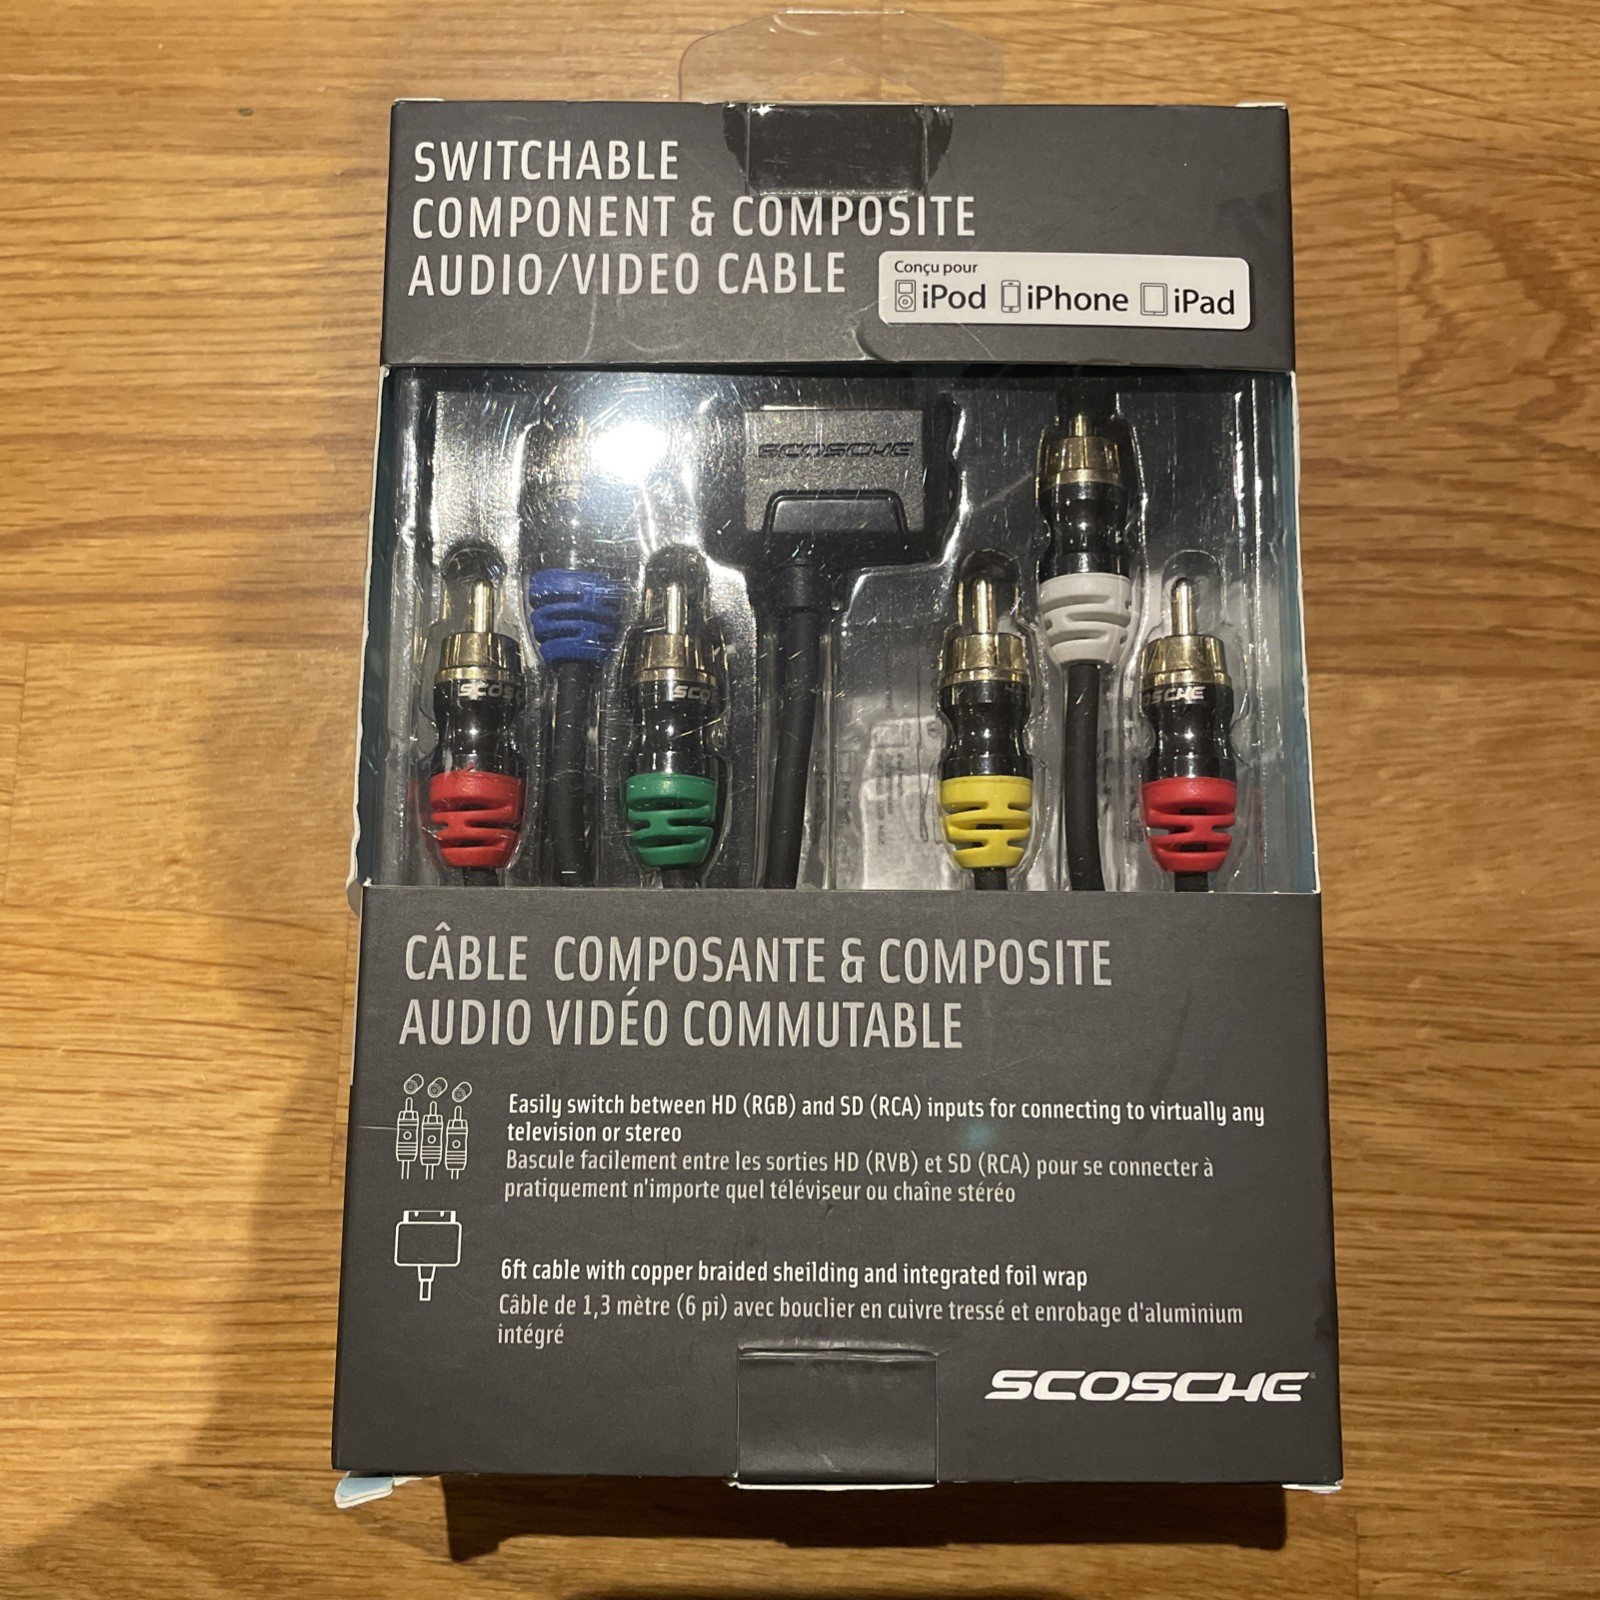 SWITCHABLE
COMPONENT & COMPOSITE
AUDIO/VIDEO CABLE
Conçu pour
iPod iPhone iPad
SCOSCHE
SCOS
SCO
OSCHE
CÂBLE COMPOSANTE & COMPOSITE
AUDIO VIDÉO COMMUTABLE
Easily switch between HD (RGB) and SD (RCA) inputs for connecting to virtually any
television or stereo
Bascule facilement entre les sorties HD (RVB) et SD (RCA) pour se connecter à
pratiquement n'importe quel téléviseur ou chaîne stéréo
6ft cable with copper braided sheilding and integrated foil wrap
Câble de 1,3 mètre (6 pi) avec bouclier en cuivre tressé et enrobage d'aluminium
intégré
SCOSCHE